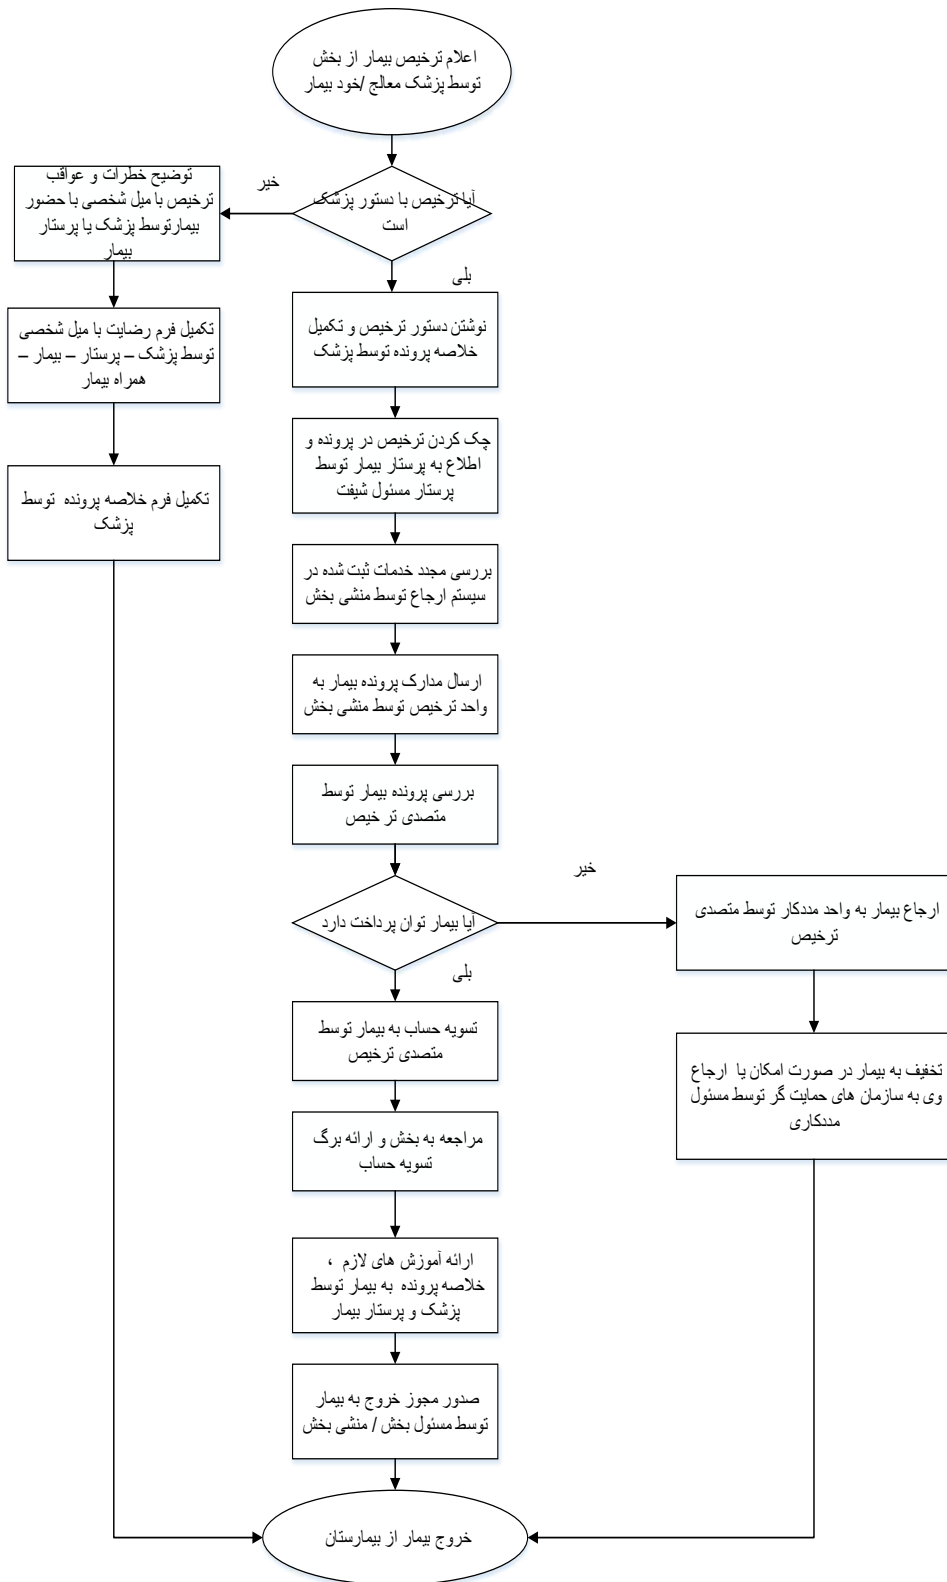 اعلام ترخیص بیمار از بخش
توسط پزشک معالج /خود بیمار
آیا ترخیص با دستور پزشک
است
خیر
بلی
توضیح خطرات و عواقب
ترخیص با میل شخصی با حضور
بیمارتوسط پزشک یا پرستار
بیمار
تکمیل فرم رضایت با میل شخصی
توسط پزشک – پرستار – بیمار –
همراه بیمار
تکمیل فرم خلاصه پرونده توسط
پزشک
نوشتن دستور ترخیص و تکمیل
خلاصه پرونده توسط پزشک
چک کردن ترخیص در پرونده و
اطلاع به پرستار بیمار توسط
پرستار مسئول شیفت
بررسی مجدد خدمات ثبت شده در
سیستم ارجاع توسط منشی بخش
ارسال مدارک پرونده بیمار به
واحد ترخیص توسط منشی بخش
بررسی پرونده بیمار توسط
متصدی تر خیص
آیا بیمار توان پرداخت دارد
خیر
بلی
ارجاع بیمار به واحد مددکار توسط متصدی
ترخیص
تخفیف به بیمار در صورت امکان یا ارجاع
وی به سازمان های حمایت گر توسط مسئول
مددکاری
تسویه حساب به بیمار توسط
متصدی ترخیص
مراجعه به بخش و ارائه برگ
تسویه حساب
ارائه آموزش های لازم ،
خلاصه پرونده به بیمار توسط
پزشک و پرستار بیمار
صدور مجوز خروج به بیمار
توسط مسئول بخش / منشی بخش
خروج بیمار از بیمارستان